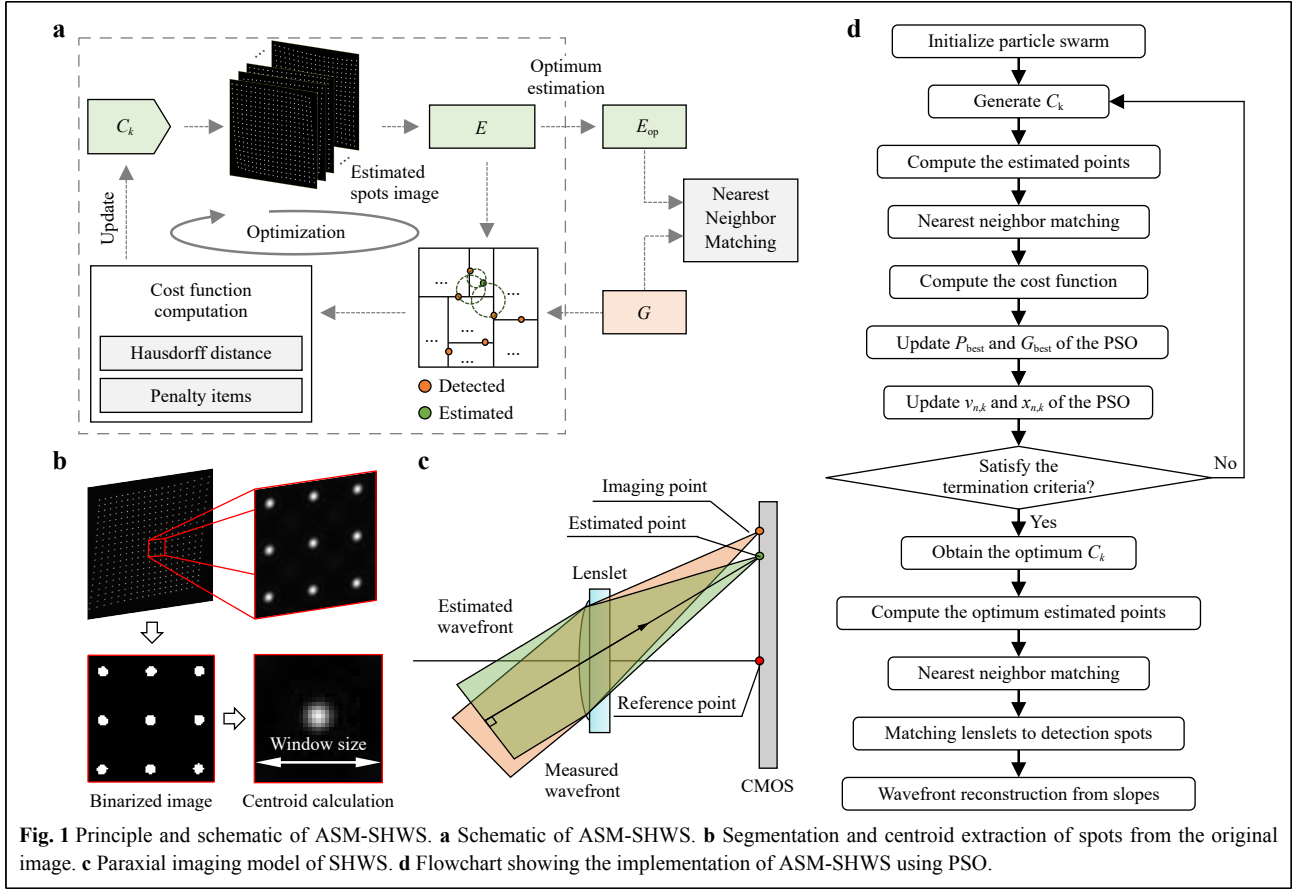 a
C_k
Estimated
spots image
E
Optimum
estimation
E_op
Nearest
Neighbor
Matching
Update
Optimization
Cost function
computation
Hausdorff distance
Penalty items
...
...
...
...
...
...
Detected
Estimated
G
b
Binarized image
Window size
Centroid calculation
c
Imaging point
Estimated point
Lenslet
Estimated
wavefront
Reference point
Measured
wavefront
CMOS
d
Initialize particle swarm
Generate C_k
Compute the estimated points
Nearest neighbor matching
Compute the cost function
Update P_best and G_best of the PSO
Update v_n,k and x_n,k of the PSO
Satisfy the
termination criteria?
No
Yes
Obtain the optimum C_k
Compute the optimum estimated points
Nearest neighbor matching
Matching lenslets to detection spots
Wavefront reconstruction from slopes
Fig. 1 Principle and schematic of ASM-SHWS. a Schematic of ASM-SHWS. b Segmentation and centroid extraction of spots from the original
image. c Paraxial imaging model of SHWS. d Flowchart showing the implementation of ASM-SHWS using PSO.